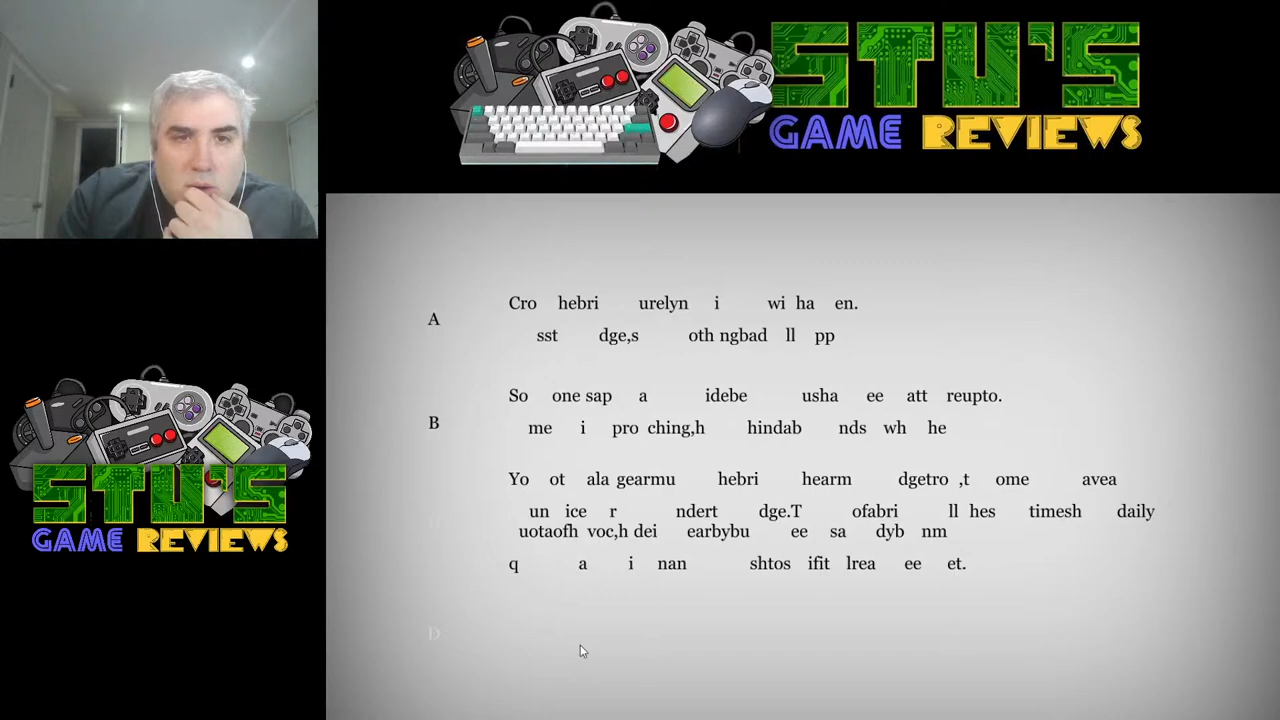 STU'S
GAME REVIEWS
A
Cro hebri urelyn i wi ha en.
sst dge,s oth ngbad ll pp
B
So one sap a idebe usha ee att reupto.
me i pro ching,h hindab nds wh he
Yo ot ala gearmu hebri hearm dgetro ,t ome avea
un ice r ndert dge.T ofabri ll hes timesh daily
uotaofh voc,h dei earbybu ee sa dyb nm
q a i nan shtos ifit lrea ee et.
D
STU'S
GAME REVIEWS